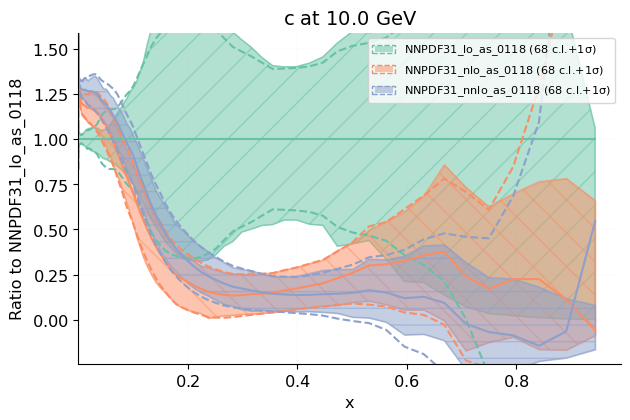 c at 10.0 GeV
NNPDF31_lo_as_0118 (68 c.l.+1σ)
NNPDF31_nlo_as_0118 (68 c.l.+1σ)
NNPDF31_nnlo_as_0118 (68 c.l.+1σ)
Ratio to NNPDF31_lo_as_0118
1.50
1.25
1.00
0.75
0.50
0.25
0.00
0.2 0.4 0.6 0.8
x